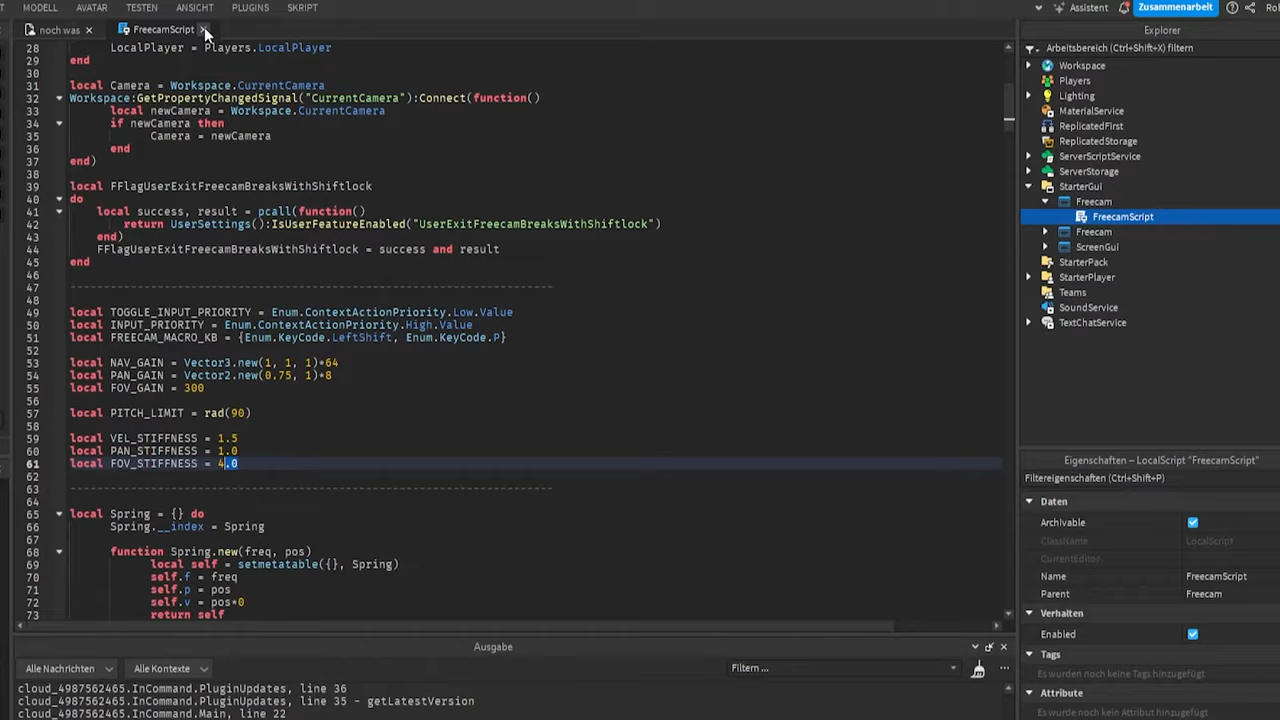 MODELL AVATAR TESTEN ANSICHT PLUGINS SKRIPT Assistent Zusammenarbeit
noch was FreecamScript
28 LocalPlayer = Players.LocalPlayer
29 end
30
31 local Camera = Workspace.CurrentCamera
32 Workspace:GetPropertyChangedSignal("CurrentCamera"):Connect(function()
33 local newCamera = Workspace.CurrentCamera
34 if newCamera then
35 Camera = newCamera
36 end
37 end)
38
39 local FFlagUserExitFreecamBreaksWithShiftlock
40 do
41 local success, result = pcall(function()
42 return UserSettings():IsUserFeatureEnabled("UserExitFreecamBreaksWithShiftlock")
43 end)
44 FFlagUserExitFreecamBreaksWithShiftlock = success and result
45 end
46
47 ------------------------------------------------------------------------
48
49 local TOGGLE_INPUT_PRIORITY = Enum.ContextActionPriority.Low.Value
50 local INPUT_PRIORITY = Enum.ContextActionPriority.High.Value
51 local FREECAM_MACRO_KB = {Enum.KeyCode.LeftShift, Enum.KeyCode.P}
52
53 local NAV_GAIN = Vector3.new(1, 1, 1)*64
54 local PAN_GAIN = Vector2.new(0.75, 1)*8
55 local FOV_GAIN = 300
56
57 local PITCH_LIMIT = rad(90)
58
59 local VEL_STIFFNESS = 1.5
60 local PAN_STIFFNESS = 1.0
61 local FOV_STIFFNESS = 4.0
62
63 ------------------------------------------------------------------------
64
65 local Spring = {} do
66 Spring.__index = Spring
67
68 function Spring.new(freq, pos)
69 local self = setmetatable({}, Spring)
70 self.f = freq
71 self.p = pos
72 self.v = pos*0
73 return self
Ausgabe
Alle Nachrichten Alle Kontexte Filtern ...
cloud_4987562465.InCommand.PluginUpdates, line 36
cloud_4987562465.InCommand.PluginUpdates, line 35 - getLatestVersion
cloud_4987562465.InCommand.Main, line 22
Explorer
Arbeitsbereich (Ctrl+Shift+X) filtern
Workspace
Players
Lighting
MaterialService
ReplicatedFirst
ReplicatedStorage
ServerScriptService
ServerStorage
StarterGui
Freecam
FreecamScript
Freecam
ScreenGui
StarterPack
StarterPlayer
Teams
SoundService
TextChatService
Eigenschaften – LocalScript "FreecamScript"
Filtereigenschaften (Ctrl+Shift+P)
Daten
Archivable
ClassName LocalScript
CurrentEditor
Name FreecamScript
Parent Freecam
Verhalten
Enabled
Tags
Es wurden noch keine Tags hinzugefügt
Attribute
Es wurde noch kein Attribut hinzugefügt